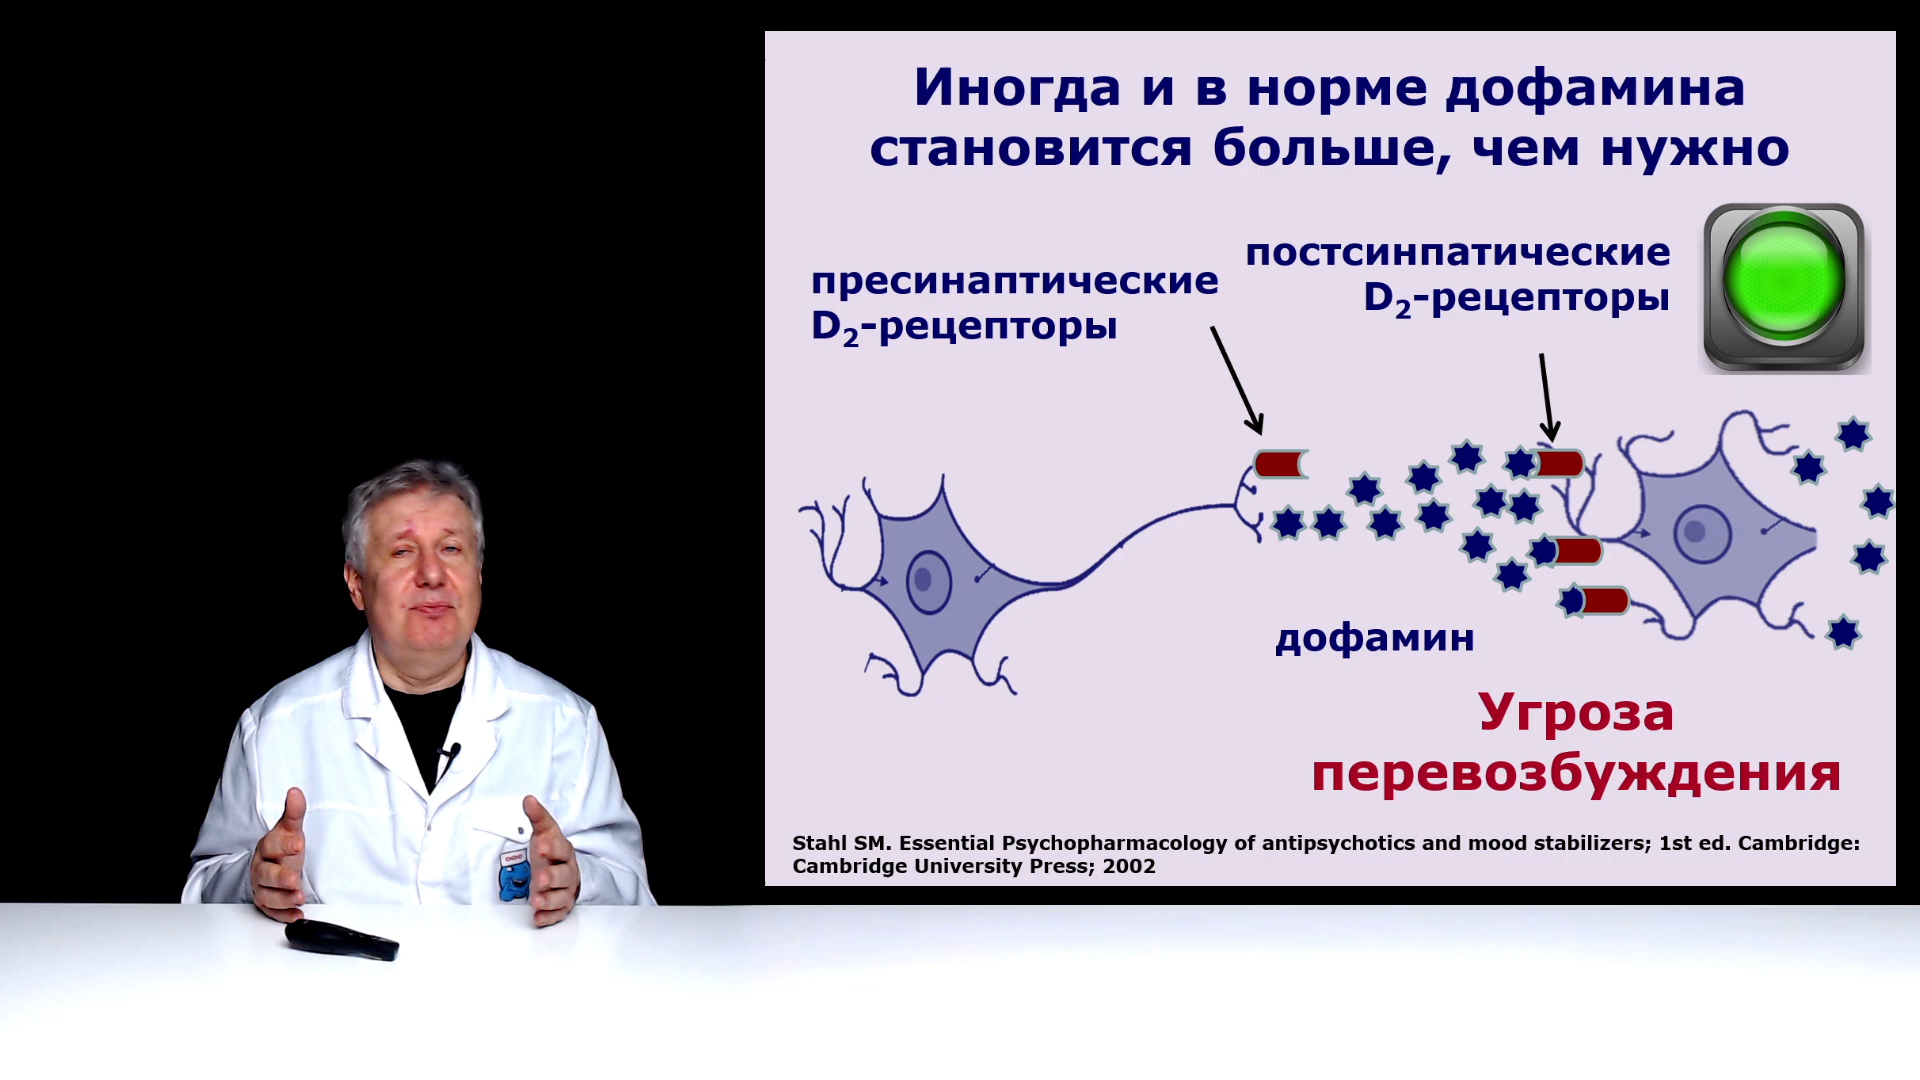 Иногда и в норме дофамина
становится больше, чем нужно
пресинаптические
D₂-рецепторы
постсинпатические
D₂-рецепторы
дофамин
Угроза
перевозбуждения
Stahl SM. Essential Psychopharmacology of antipsychotics and mood stabilizers; 1st ed. Cambridge:
Cambridge University Press; 2002